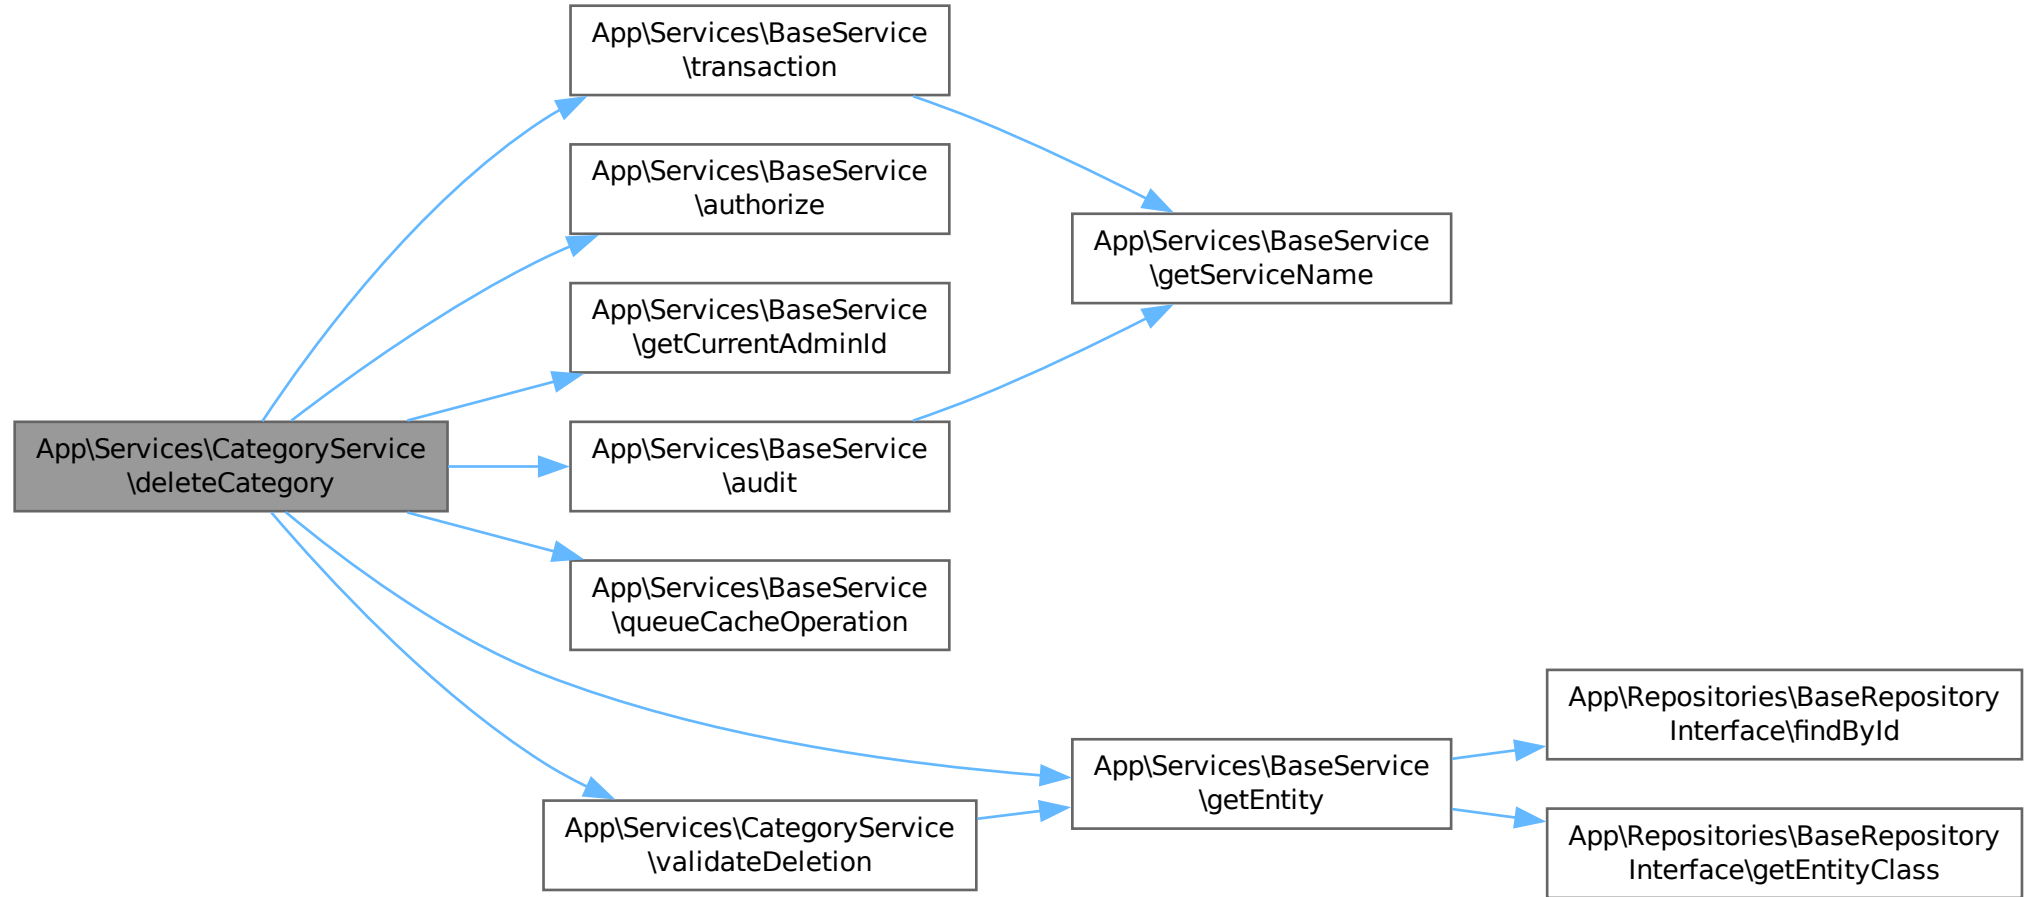 App\Services\BaseService
\transaction
App\Services\BaseService
\authorize
App\Services\BaseService
\getServiceName
App\Services\BaseService
\getCurrentAdminId
App\Services\CategoryService
\deleteCategory
App\Services\BaseService
\audit
App\Services\BaseService
\queueCacheOperation
App\Repositories\BaseRepository
Interface\findById
App\Services\BaseService
\getEntity
App\Services\CategoryService
\validateDeletion
App\Repositories\BaseRepository
Interface\getEntityClass